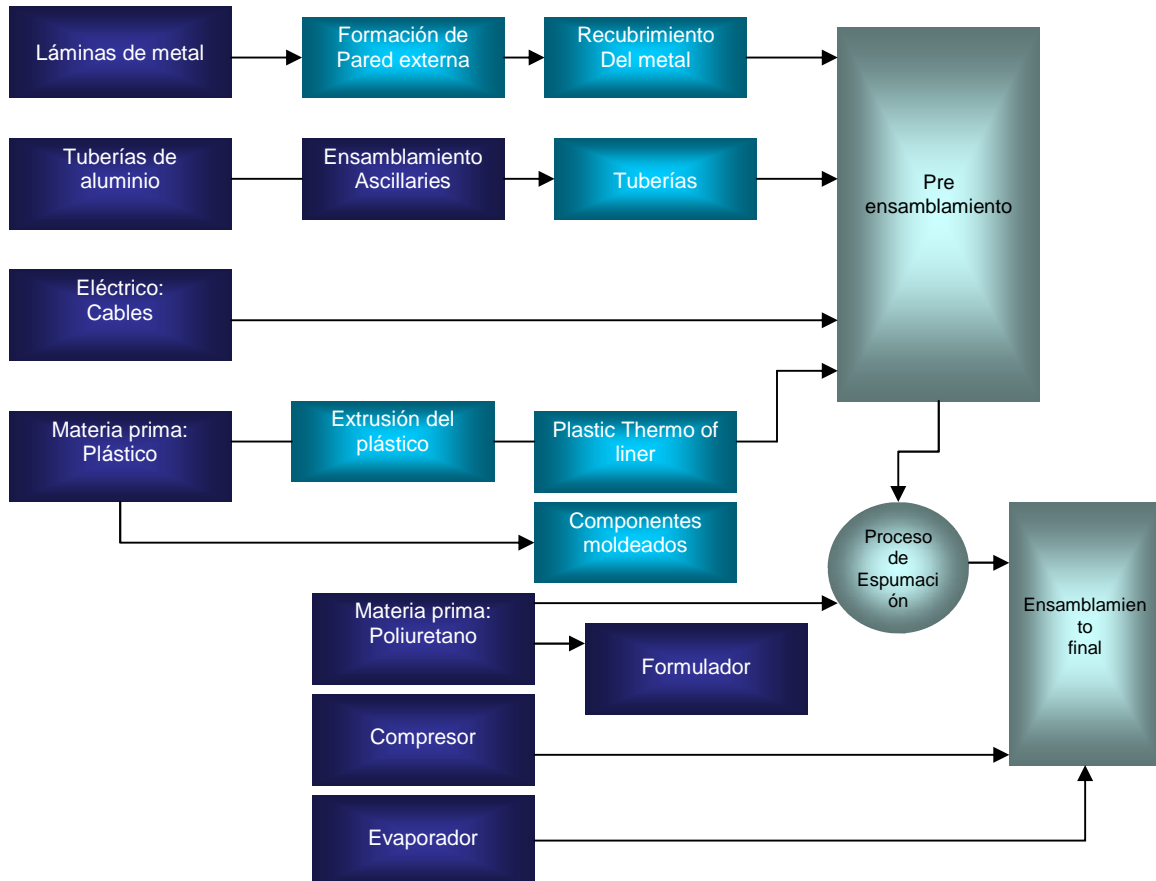 Láminas de metal
Formación de
Pared externa
Recubrimiento
Del metal
Tuberías de
aluminio
Ensamblamiento
Ascillaries
Tuberías
Pre
ensamblamiento
Eléctrico:
Cables
Materia prima:
Plástico
Extrusión del
plástico
Plastic Thermo of
liner
Componentes
moldeados
Proceso
de
Espumaci
ón
Ensamblamien
to
final
Materia prima:
Poliuretano
Formulador
Compresor
Evaporador